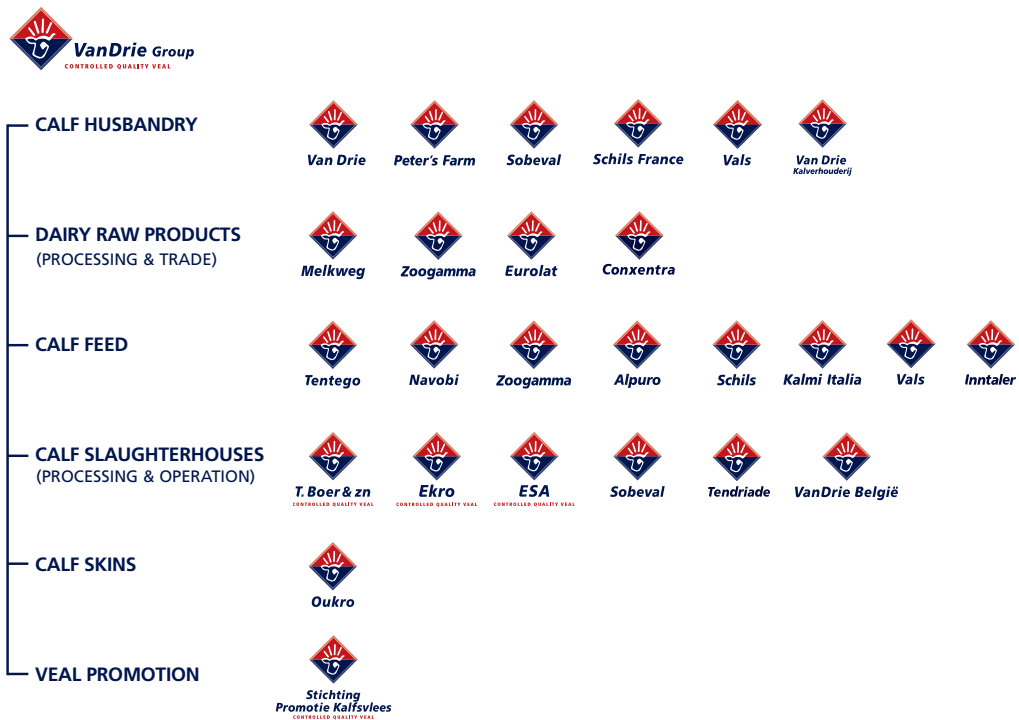 VanDrie Group
CONTROLLED QUALITY VEAL
CALF HUSBANDRY
Van Drie
Peter's Farm
Sobeval
Schils France
Vals
Van Drie
Kalverhouderij
DAIRY RAW PRODUCTS
(PROCESSING & TRADE)
Melkweg
Zoogamma
Eurolat
Conxentra
CALF FEED
Tentego
Navobi
Zoogamma
Alpuro
Schils
Kalmi Italia
Vals
Inntaler
CALF SLAUGHTERHOUSES
(PROCESSING & OPERATION)
T. Boer & zn
CONTROLLED QUALITY VEAL
Ekro
CONTROLLED QUALITY VEAL
ESA
CONTROLLED QUALITY VEAL
Sobeval
Tendriade
VanDrie België
CALF SKINS
Oukro
VEAL PROMOTION
Stichting
Promotie Kalfsvlees
CONTROLLED QUALITY VEAL